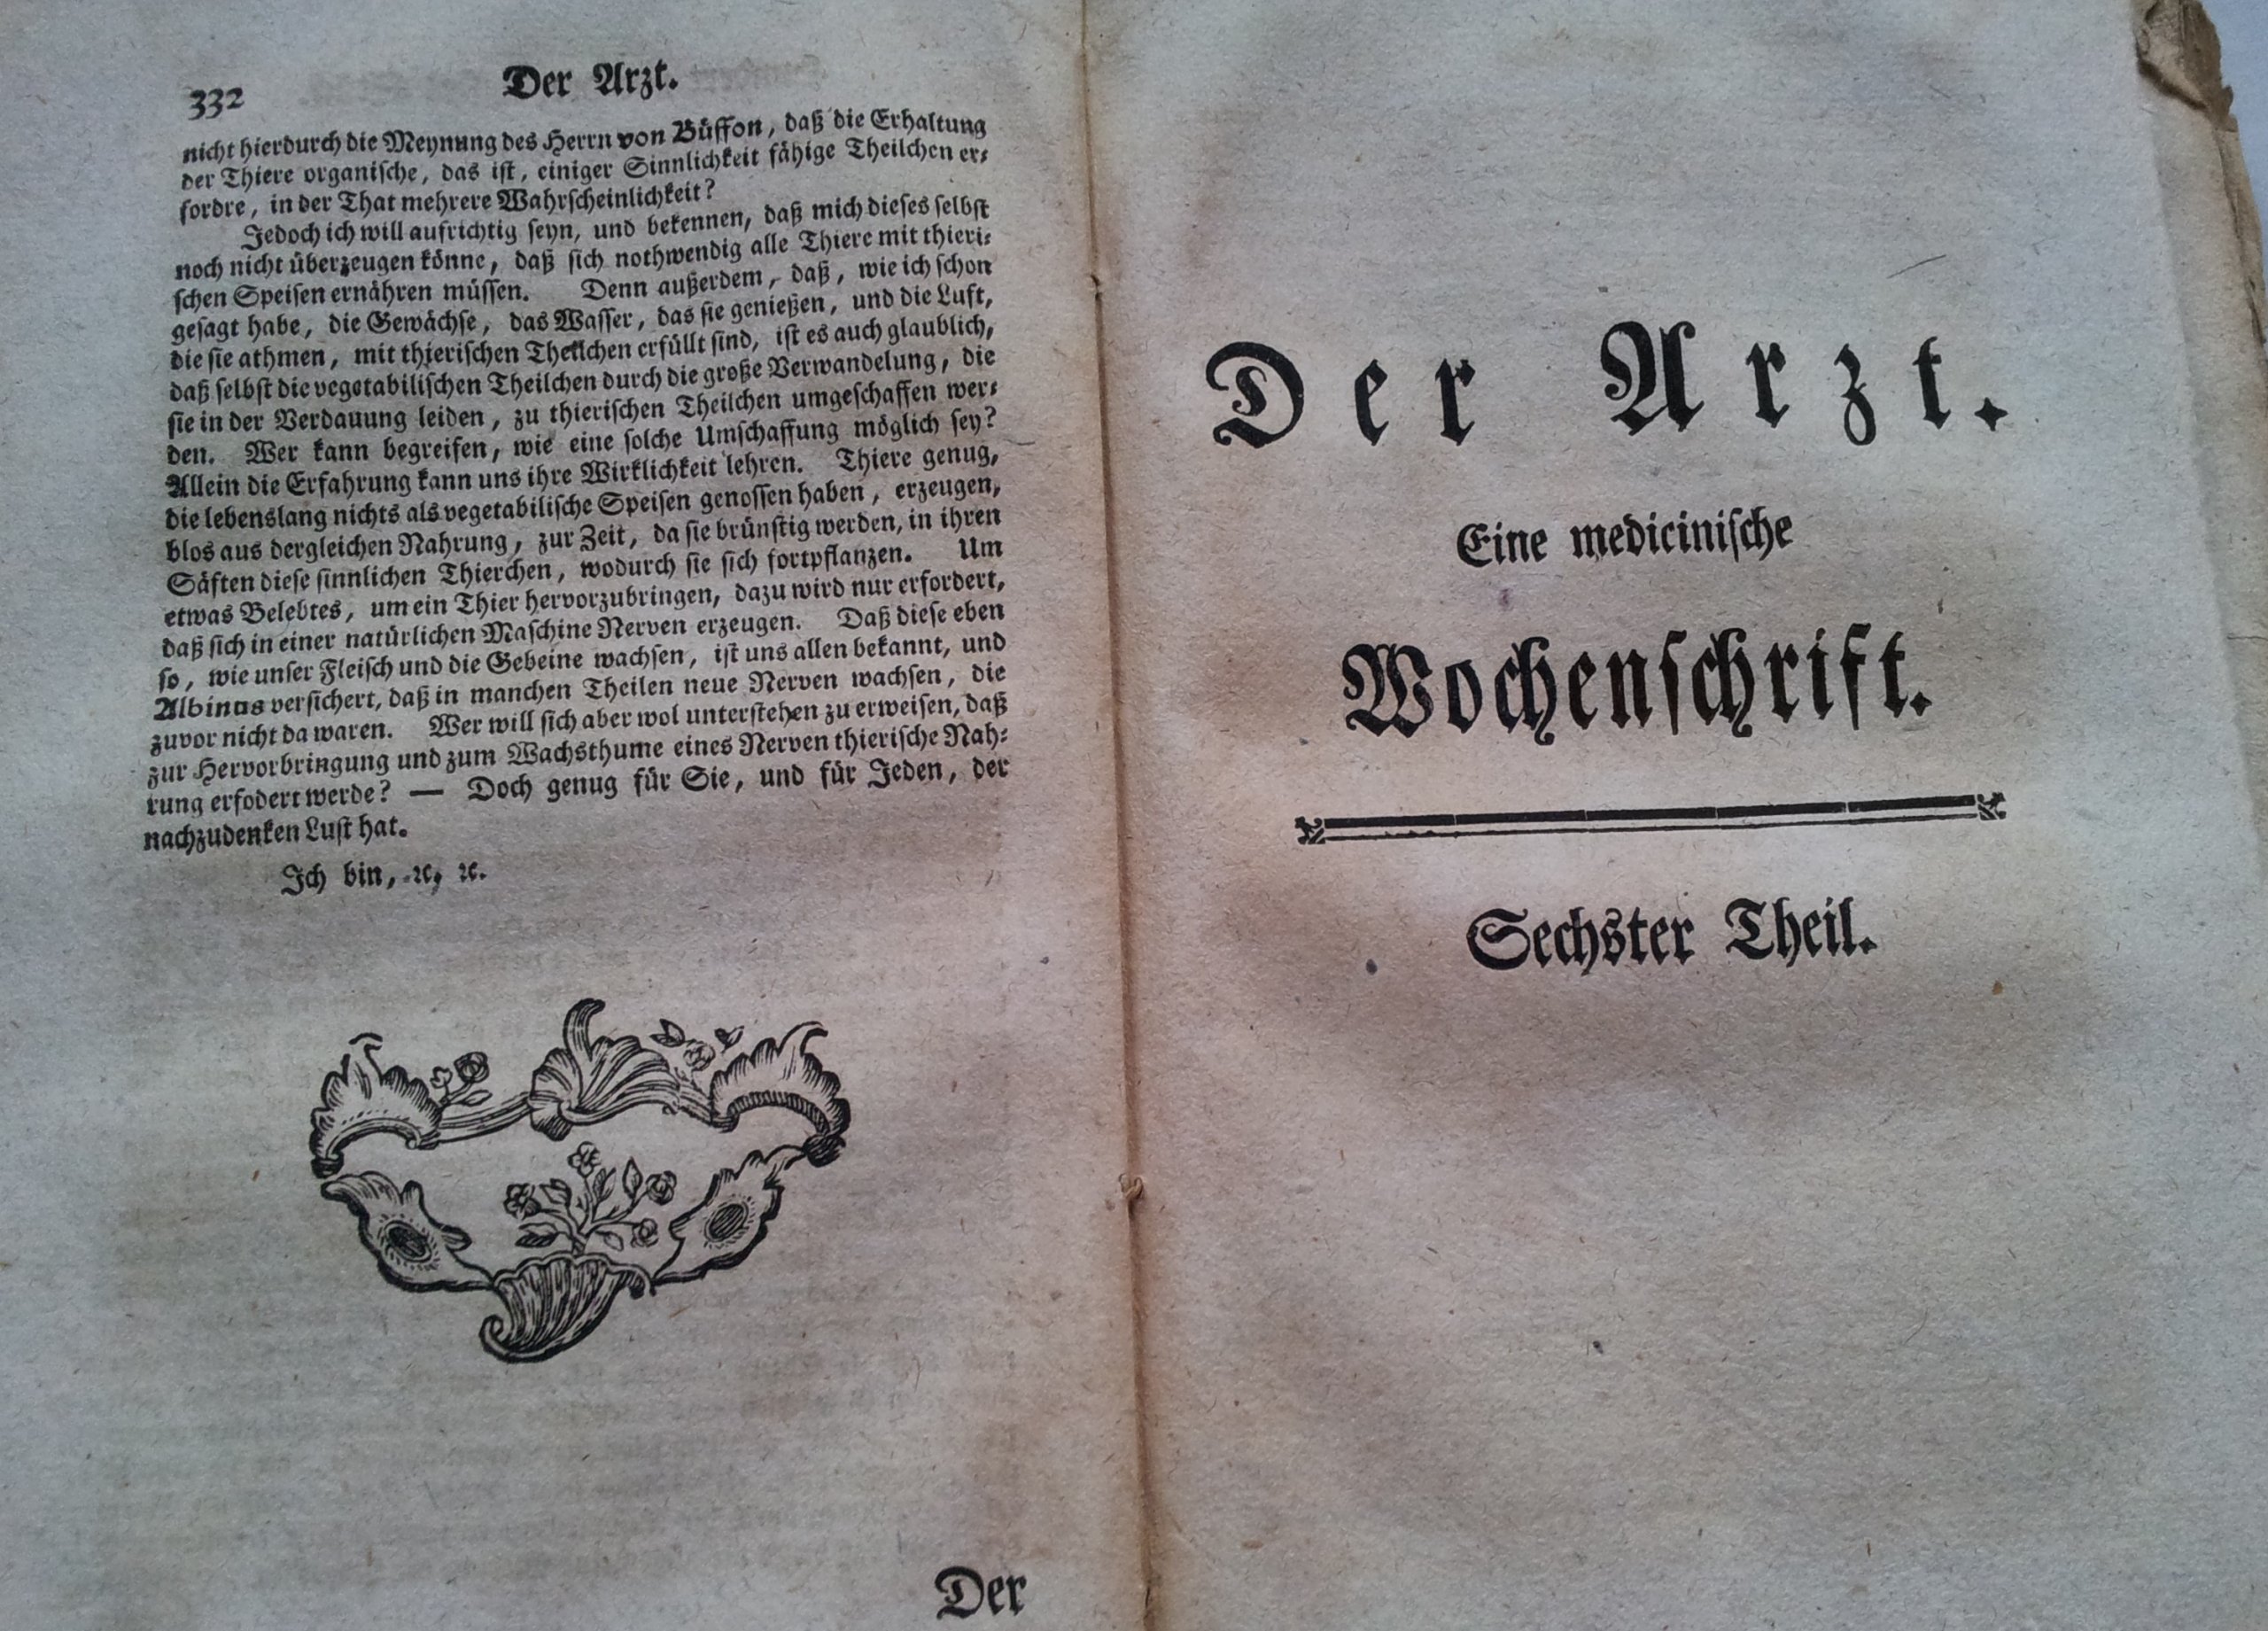 332
Der Arzt.
nicht hierdurch die Meynung des Herrn von Büffon, daß die Erhaltung
der Thiere organiſche, das iſt, einiger Sinnlichkeit fähige Theilchen er⸗
fordre, in der That mehrere Wahrſcheinlichkeit?
Jedoch ich will aufrichtig ſeyn, und bekennen, daß mich dieſes ſelbſt
noch nicht überzeugen könne, daß ſich nothwendig alle Thiere mit thieri⸗
ſchen Speiſen ernähren müſſen. Denn außerdem, daß, wie ich ſchon
geſagt habe, die Gewächſe, das Waſſer, das ſie genießen, und die Luft,
die ſie athmen, mit thieriſchen Theilchen erfüllt ſind, iſt es auch glaublich,
daß ſelbſt die vegetabiliſchen Theilchen durch die große Verwandelung, die
ſie in der Verdauung leiden, zu thieriſchen Theilchen umgeſchaffen wer⸗
den. Wer kann begreifen, wie eine ſolche Umſchaffung möglich ſey?
Allein die Erfahrung kann uns ihre Wirklichkeit lehren. Thiere genug,
die lebenslang nichts als vegetabiliſche Speiſen genoſſen haben, erzeugen,
blos aus dergleichen Nahrung, zur Zeit, da ſie brünſtig werden, in ihren
Säften dieſe ſinnlichen Thierchen, wodurch ſie ſich fortpflanzen. Um
etwas Belebtes, um ein Thier hervorzubringen, dazu wird nur erfordert,
daß ſich in einer natürlichen Maſchine Nerven erzeugen. Daß dieſe eben
ſo, wie unſer Fleiſch und die Gebeine wachſen, iſt uns allen bekannt, und
Albinus verſichert, daß in manchen Theilen neue Nerven wachſen, die
zuvor nicht da waren. Wer will ſich aber wol unterſtehen zu erweiſen, daß
zur Hervorbringung und zum Wachsthume eines Nerven thieriſche Nah⸗
rung erfodert werde? — Doch genug für Sie, und für Jeden, der
nachzudenken Luſt hat.
Ich bin, ꝛc, ꝛc.
Der
Der Arzt.
Eine mediciniſche
Wochenſchrift.
Sechster Theil.